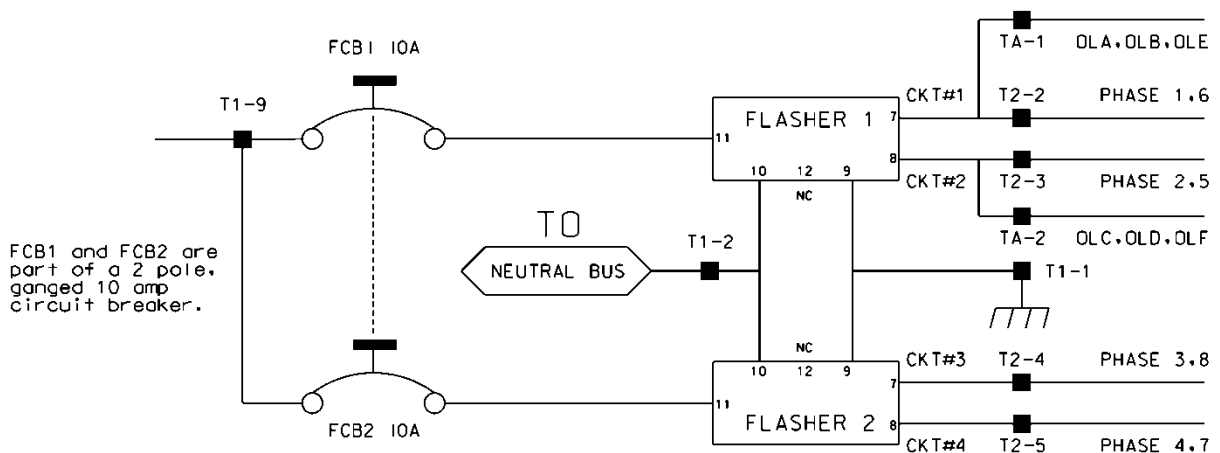 FCB1 10A
T1-9
FCB1 and FCB2 are
part of a 2 pole,
ganged 10 amp
circuit breaker.
FCB2 10A
TO
NEUTRAL BUS
T1-2
11
FLASHER 1
7
8
10
12
9
NC
CKT#1
CKT#2
TA-1
OLA,OLB,OLE
T2-2
PHASE 1,6
T2-3
PHASE 2,5
TA-2
OLC,OLD,OLF
T1-1
NC
10
12
9
11
FLASHER 2
7
8
CKT#3
T2-4
PHASE 3,8
CKT#4
T2-5
PHASE 4,7